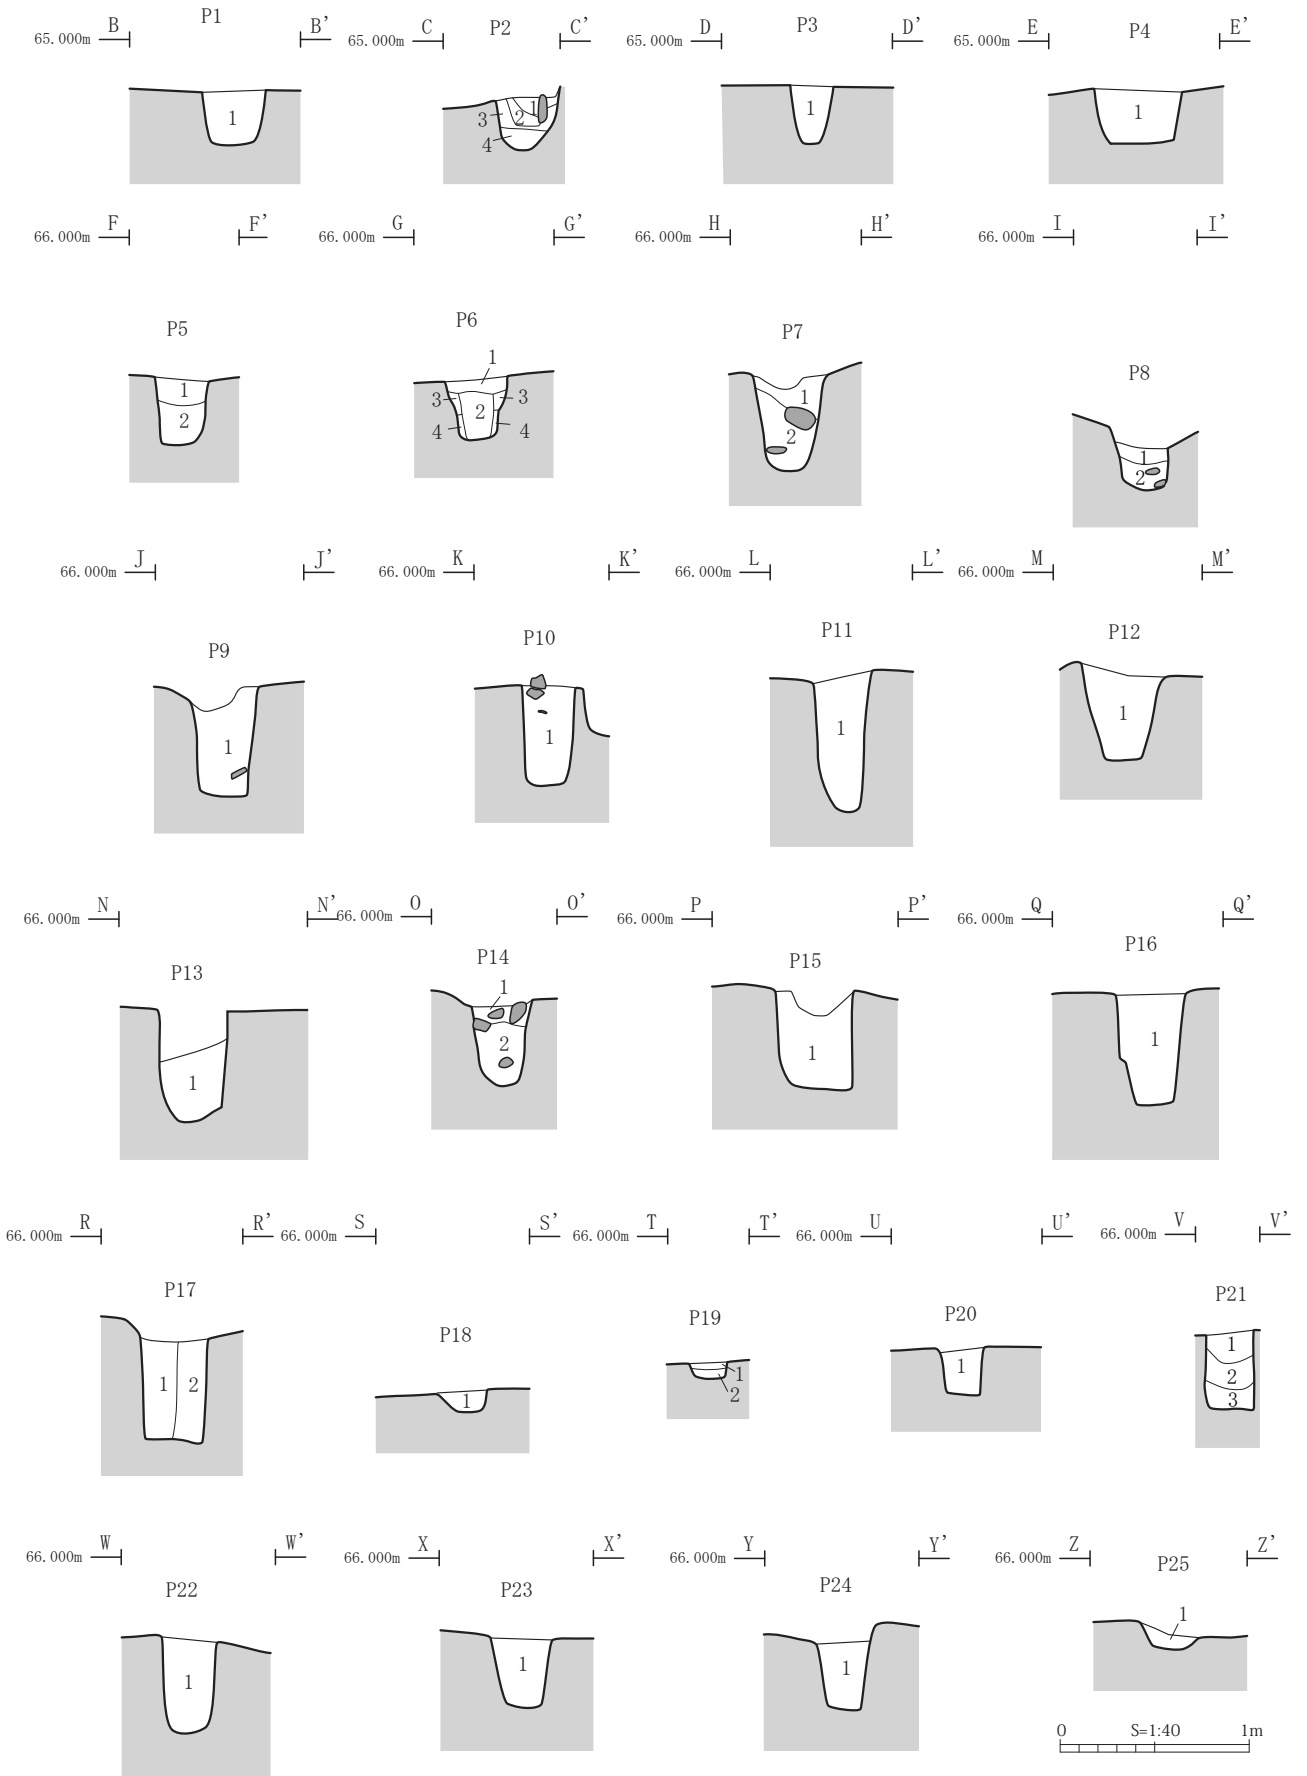 P1
65.000m B B'
1
P2
65.000m C C'
1
2
3
4
P3
65.000m D D'
1
P4
65.000m E E'
1
66.000m F F'
P5
1
2
66.000m G G'
P6
1
3 2 3
4 4
66.000m H H'
P7
1
2
66.000m I I'
P8
1
2
66.000m J J'
P9
1
66.000m K K'
P10
1
66.000m L L'
P11
1
66.000m M M'
P12
1
66.000m N N'
P13
1
66.000m O O'
P14
1
2
66.000m P P'
P15
1
66.000m Q Q'
P16
1
66.000m R R'
P17
1 2
66.000m S S'
P18
1
66.000m T T'
P19
1
2
66.000m U U'
P20
1
66.000m V V'
P21
1
2
3
66.000m W W'
P22
1
66.000m X X'
P23
1
66.000m Y Y'
P24
1
66.000m Z Z'
P25
1
0 S=1:40 1m